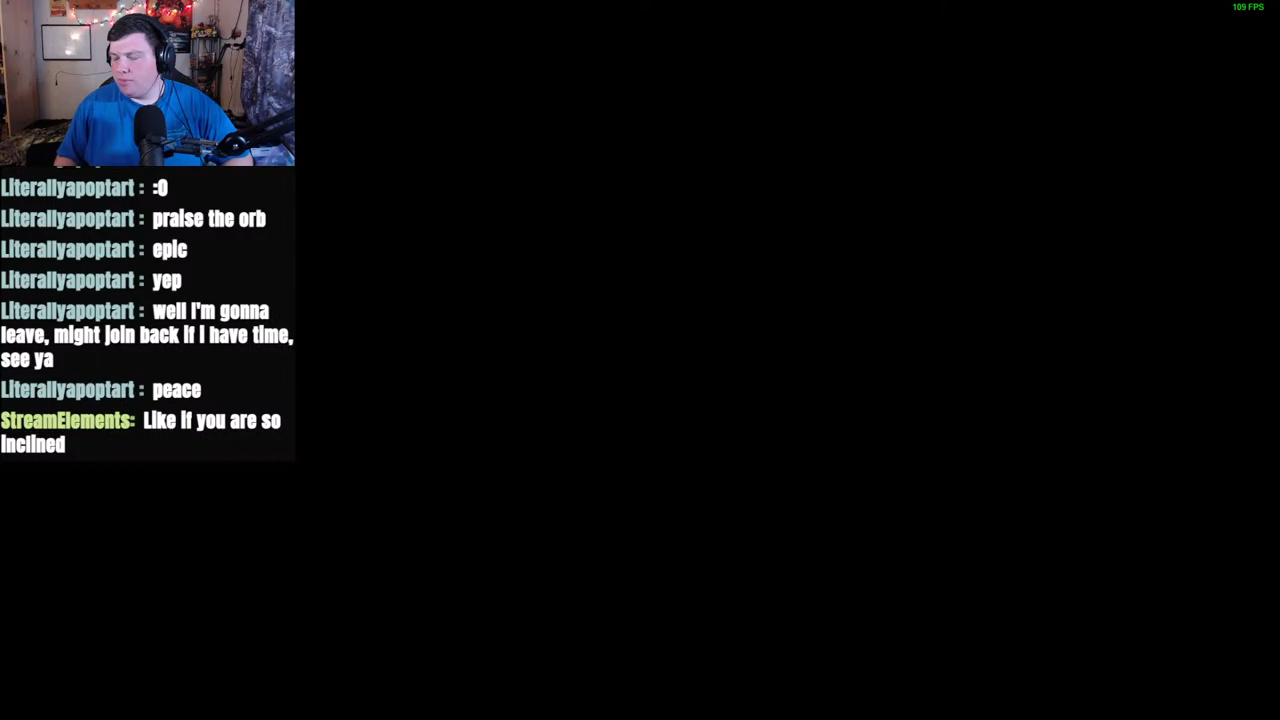 109 FPS
LIterallyapoptart : :O
LIterallyapoptart : praise the orb
LIterallyapoptart : epic
LIterallyapoptart : yep
LIterallyapoptart : well I'm gonna
leave, might join back if I have time,
see ya
LIterallyapoptart : peace
StreamElements: Like if you are so
inclined